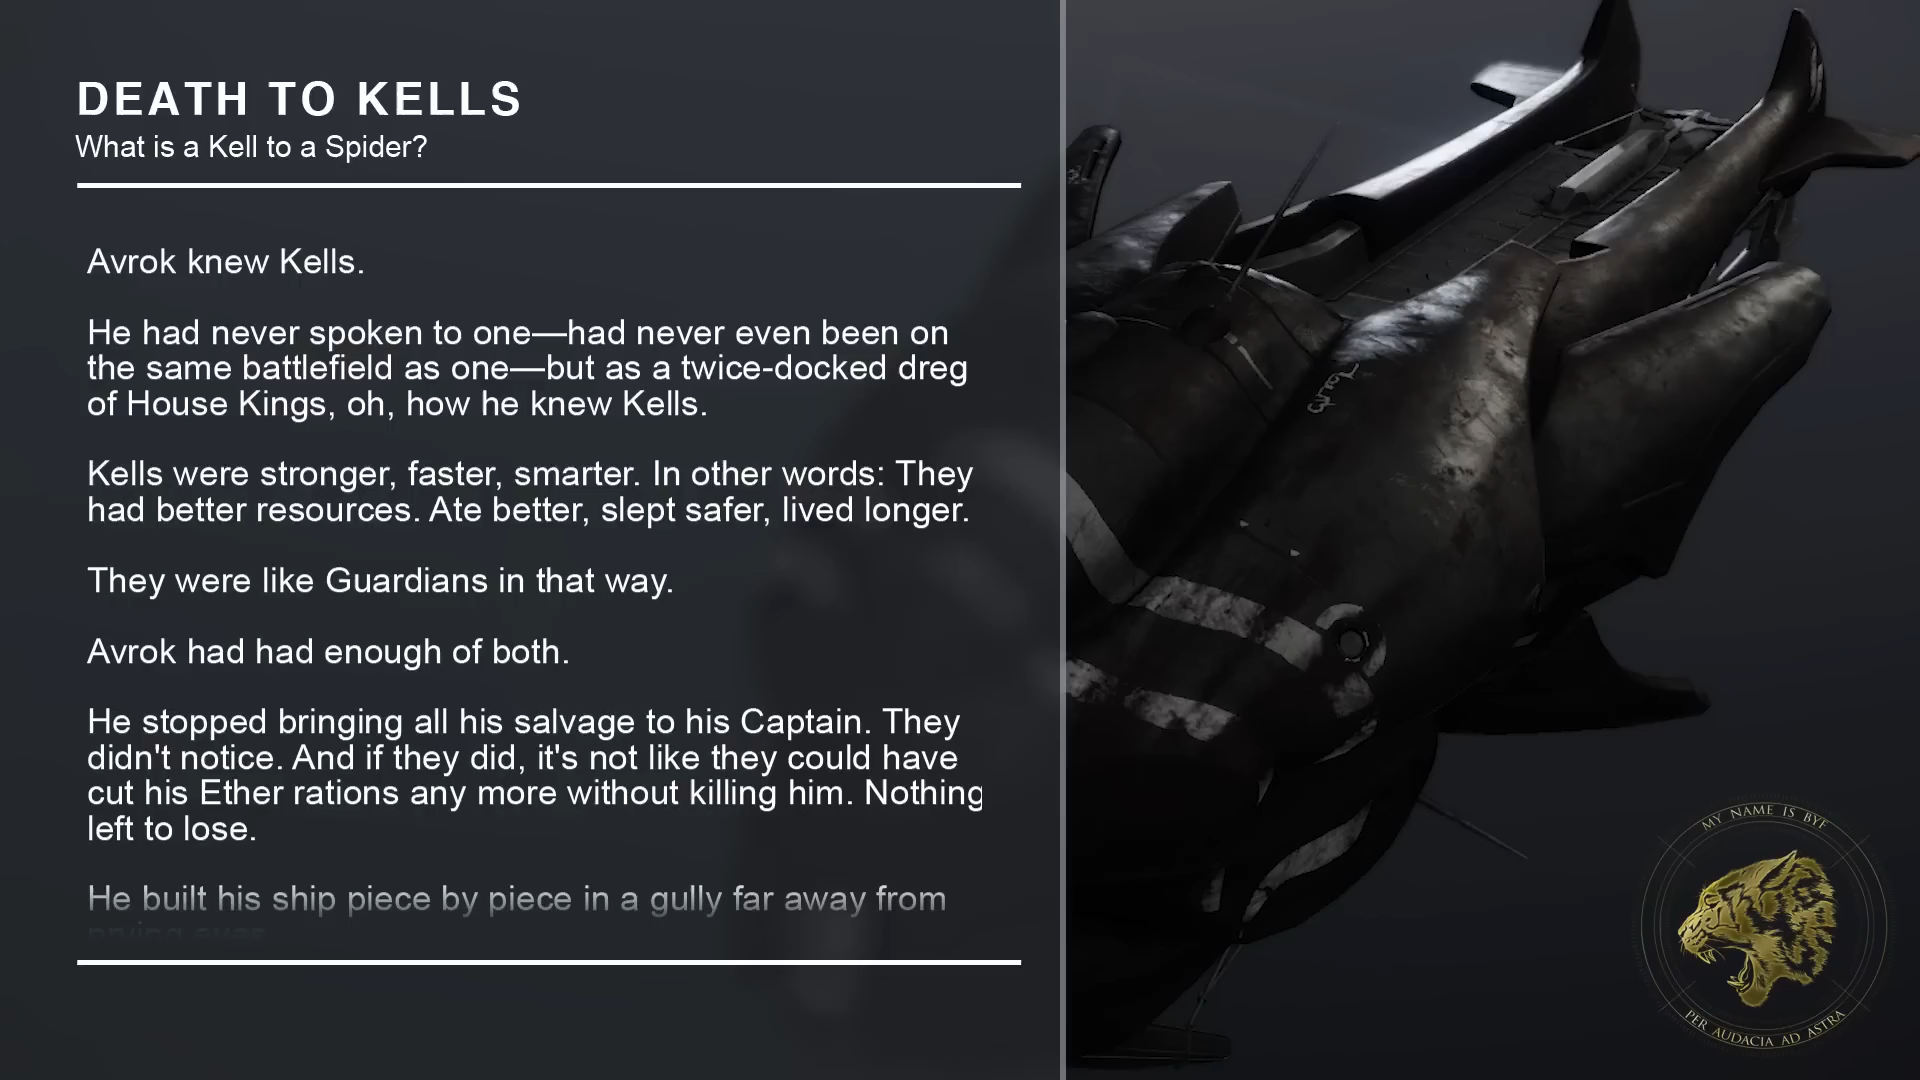 DEATH TO KELLS
What is a Kell to a Spider?
Avrok knew Kells.
He had never spoken to one—had never even been on
the same battlefield as one—but as a twice-docked dreg
of House Kings, oh, how he knew Kells.
Kells were stronger, faster, smarter. In other words: They
had better resources. Ate better, slept safer, lived longer.
They were like Guardians in that way.
Avrok had had enough of both.
He stopped bringing all his salvage to his Captain. They
didn't notice. And if they did, it's not like they could have
cut his Ether rations any more without killing him. Nothing
left to lose.
He built his ship piece by piece in a gully far away from
prying eyes
MY NAME IS BYF
PER AUDACIA AD ASTRA